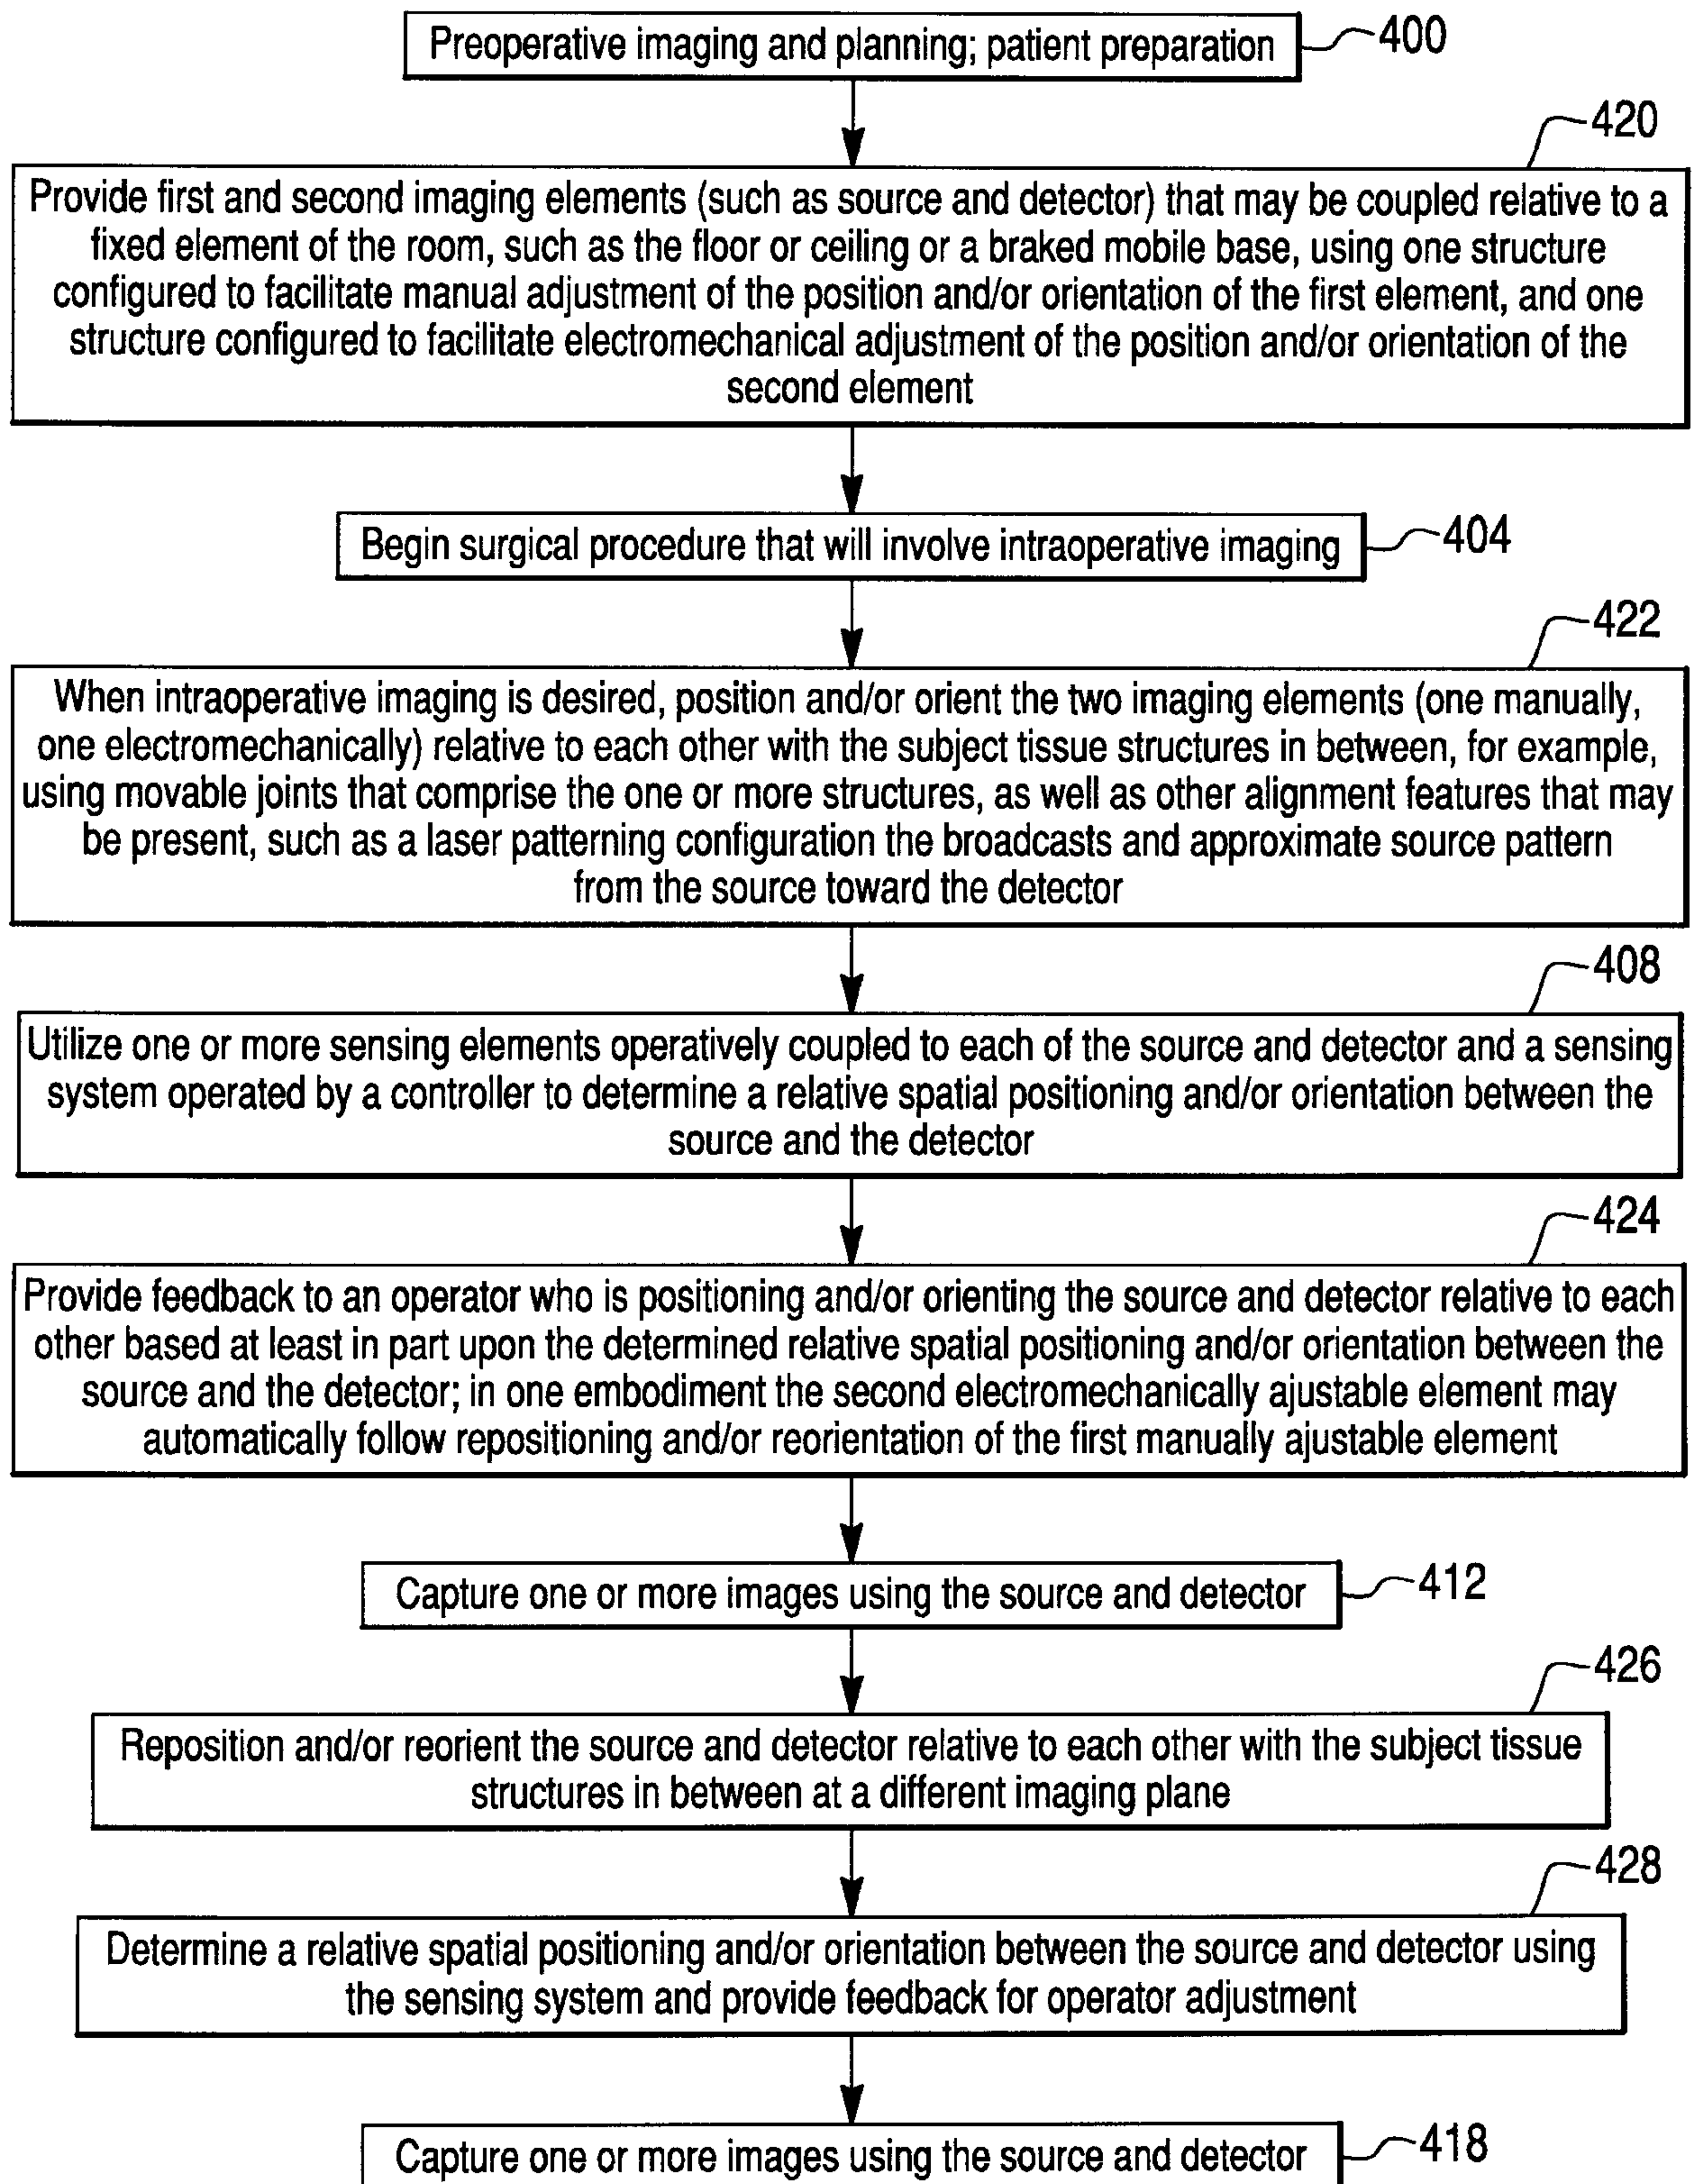 Preoperative imaging and planning; patient preparation
400
420
Provide first and second imaging elements (such as source and detector) that may be coupled relative to a
fixed element of the room, such as the floor or ceiling or a braked mobile base, using one structure
configured to facilitate manual adjustment of the position and/or orientation of the first element, and one
structure configured to facilitate electromechanical adjustment of the position and/or orientation of the
second element
Begin surgical procedure that will involve intraoperative imaging
404
422
When intraoperative imaging is desired, position and/or orient the two imaging elements (one manually,
one electromechanically) relative to each other with the subject tissue structures in between, for example,
using movable joints that comprise the one or more structures, as well as other alignment features that may
be present, such as a laser patterning configuration the broadcasts and approximate source pattern
from the source toward the detector
408
Utilize one or more sensing elements operatively coupled to each of the source and detector and a sensing
system operated by a controller to determine a relative spatial positioning and/or orientation between the
source and the detector
424
Provide feedback to an operator who is positioning and/or orienting the source and detector relative to each
other based at least in part upon the determined relative spatial positioning and/or orientation between the
source and the detector; in one embodiment the second electromechanically ajustable element may
automatically follow repositioning and/or reorientation of the first manually ajustable element
Capture one or more images using the source and detector
412
426
Reposition and/or reorient the source and detector relative to each other with the subject tissue
structures in between at a different imaging plane
428
Determine a relative spatial positioning and/or orientation between the source and detector using
the sensing system and provide feedback for operator adjustment
Capture one or more images using the source and detector
418